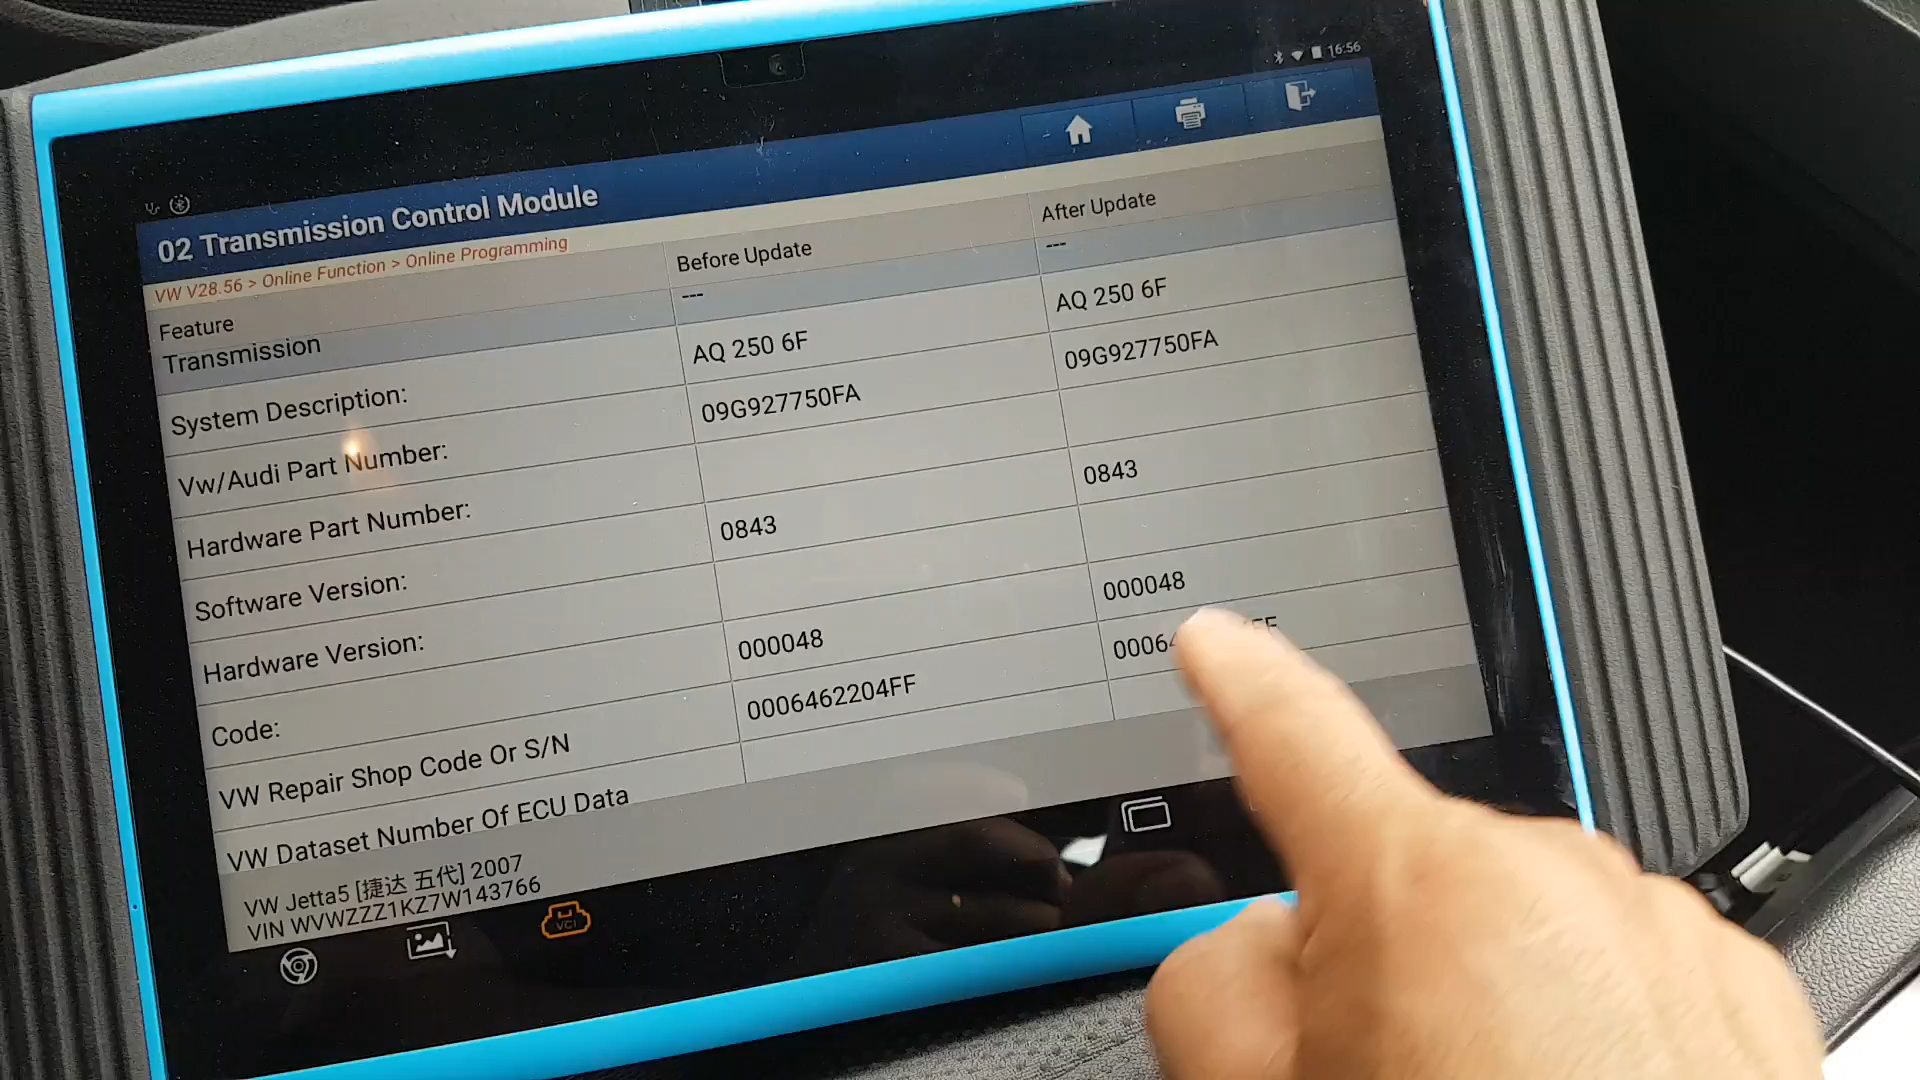 16:56
02 Transmission Control Module
VW V28.56 > Online Function > Online Programming
Feature Before Update After Update
Transmission --- ---
System Description: AQ 250 6F AQ 250 6F
Vw/Audi Part Number: 09G927750FA 09G927750FA
Hardware Part Number:
Software Version: 0843 0843
Hardware Version:
Code: 000048 000048
VW Repair Shop Code Or S/N 0006462204FF 00064 FF
VW Dataset Number Of ECU Data
VW Jetta5 [捷达 五代] 2007
VIN WVWZZZ1KZ7W143766
VCI